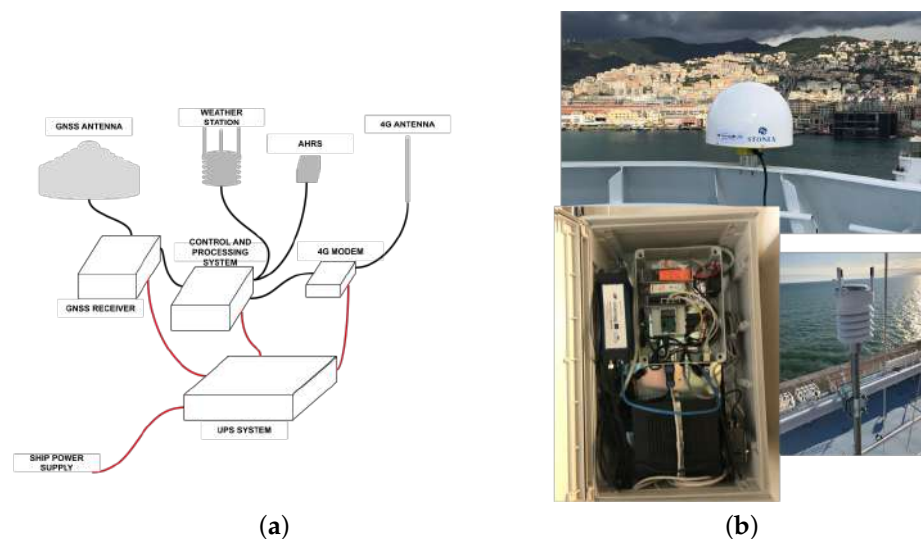 WEATHER
STATION
GNSS ANTENNA
4G ANTENNA
AHRS
CONTROL AND
PROCESSING
SYSTEM
4G MODEM
GNSS RECEIVER
UPS SYSTEM
SHIP POWER
SUPPLY
STONEX
(a)
(b)